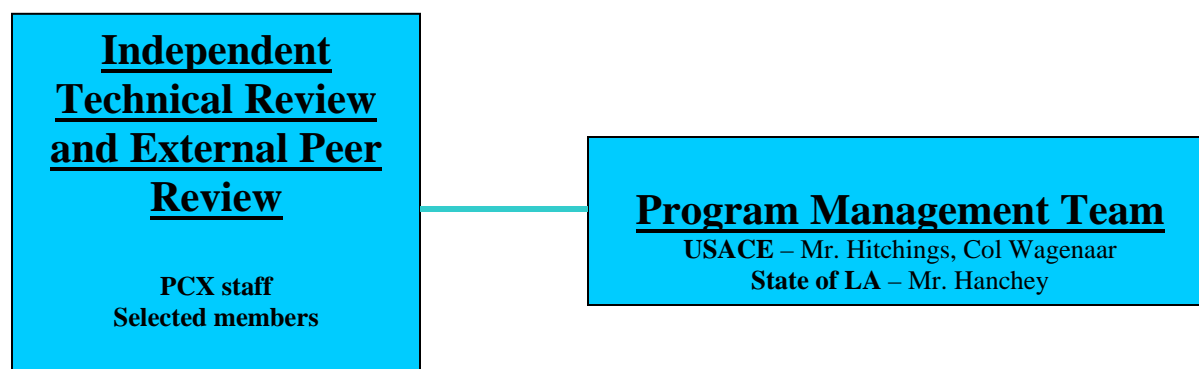 Independent
Technical Review
and External Peer
Review
PCX staff
Selected members
Program Management Team
USACE – Mr. Hitchings, Col Wagenaar
State of LA – Mr. Hanchey